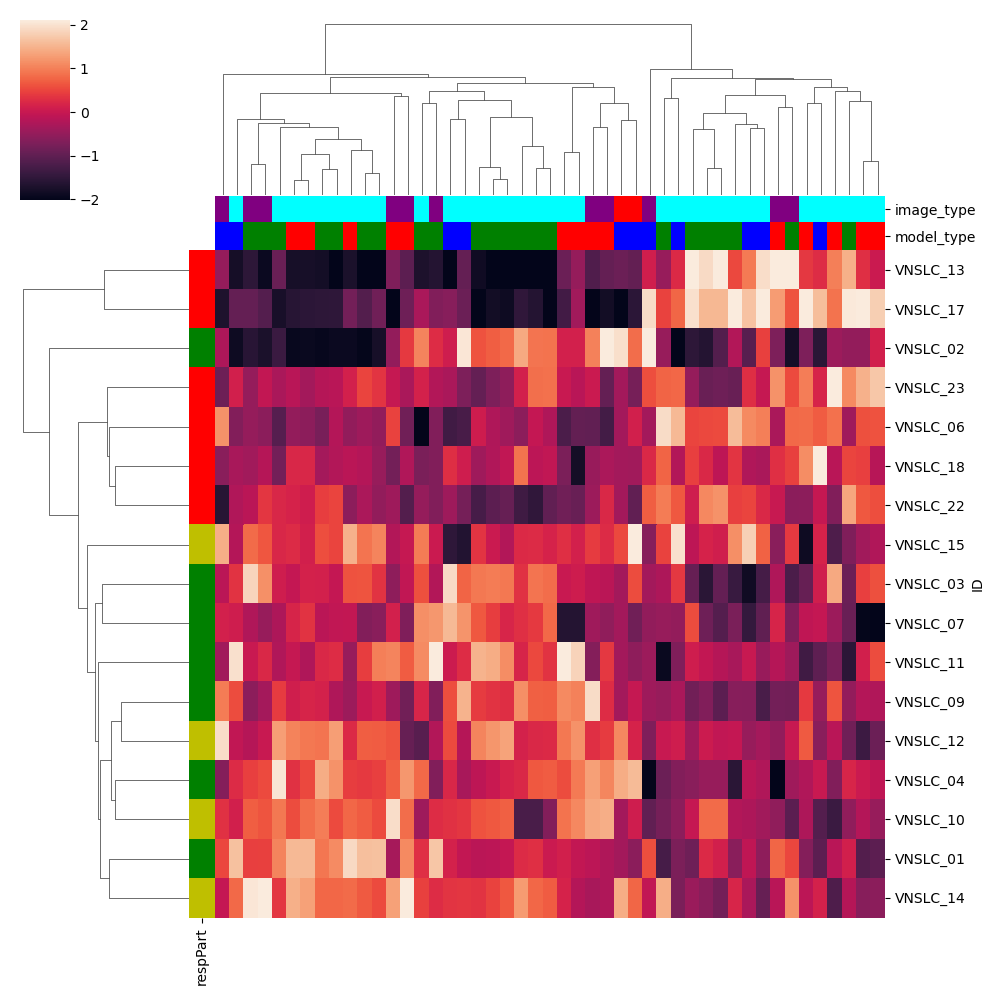 2
1
0
−1
−2
image_type
model_type
VNSLC_13
VNSLC_17
VNSLC_02
VNSLC_23
VNSLC_06
VNSLC_18
VNSLC_22
VNSLC_15
VNSLC_03
VNSLC_07
VNSLC_11
VNSLC_09
VNSLC_12
VNSLC_04
VNSLC_10
VNSLC_01
VNSLC_14
ID
respPart